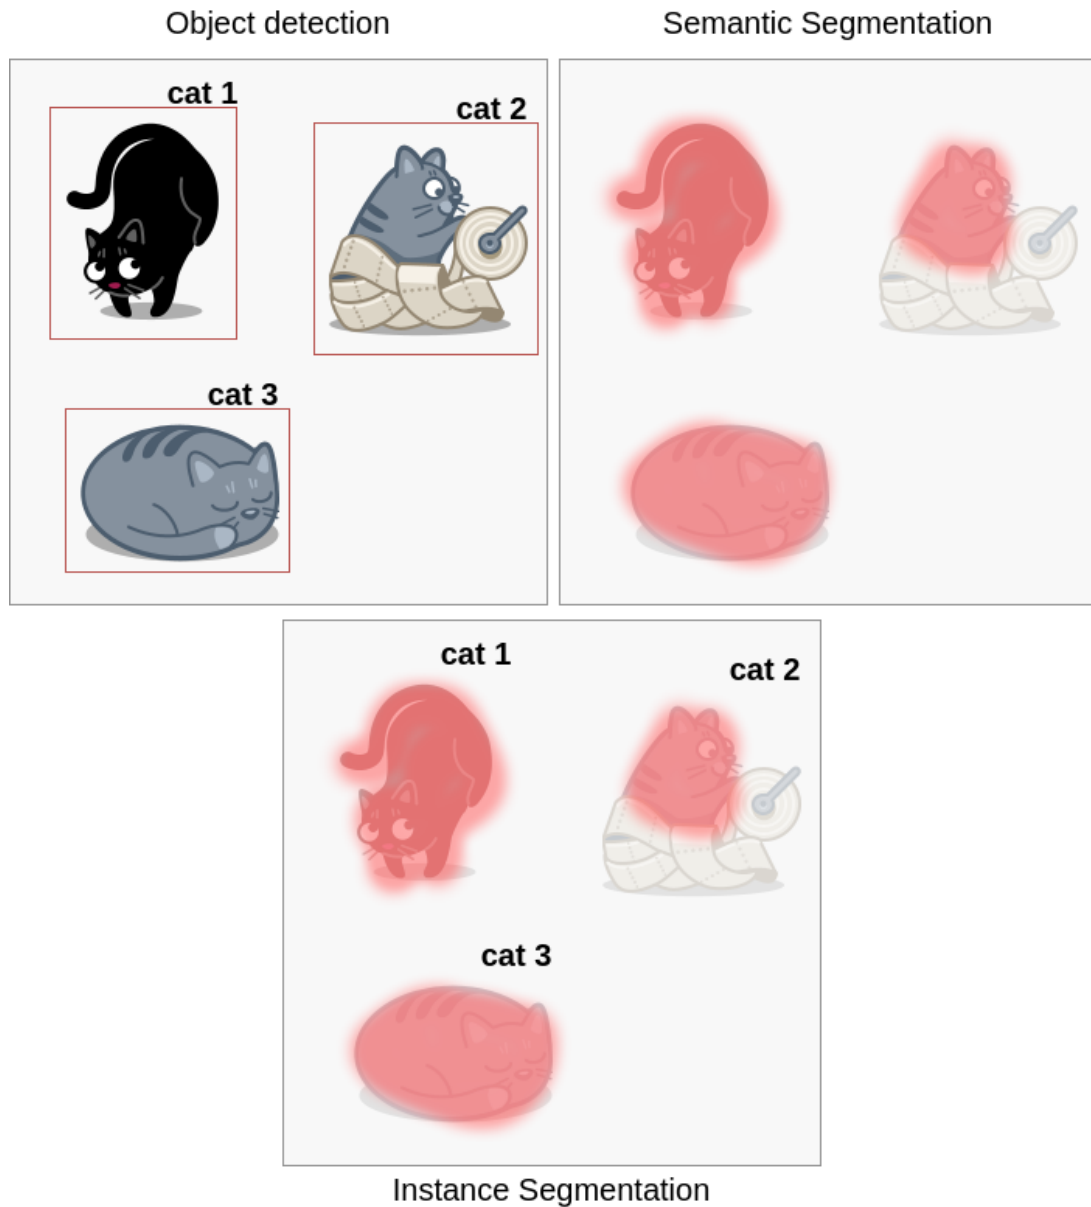 Object detection
Semantic Segmentation
cat 1
cat 2
cat 3
cat 1
cat 2
cat 3
Instance Segmentation